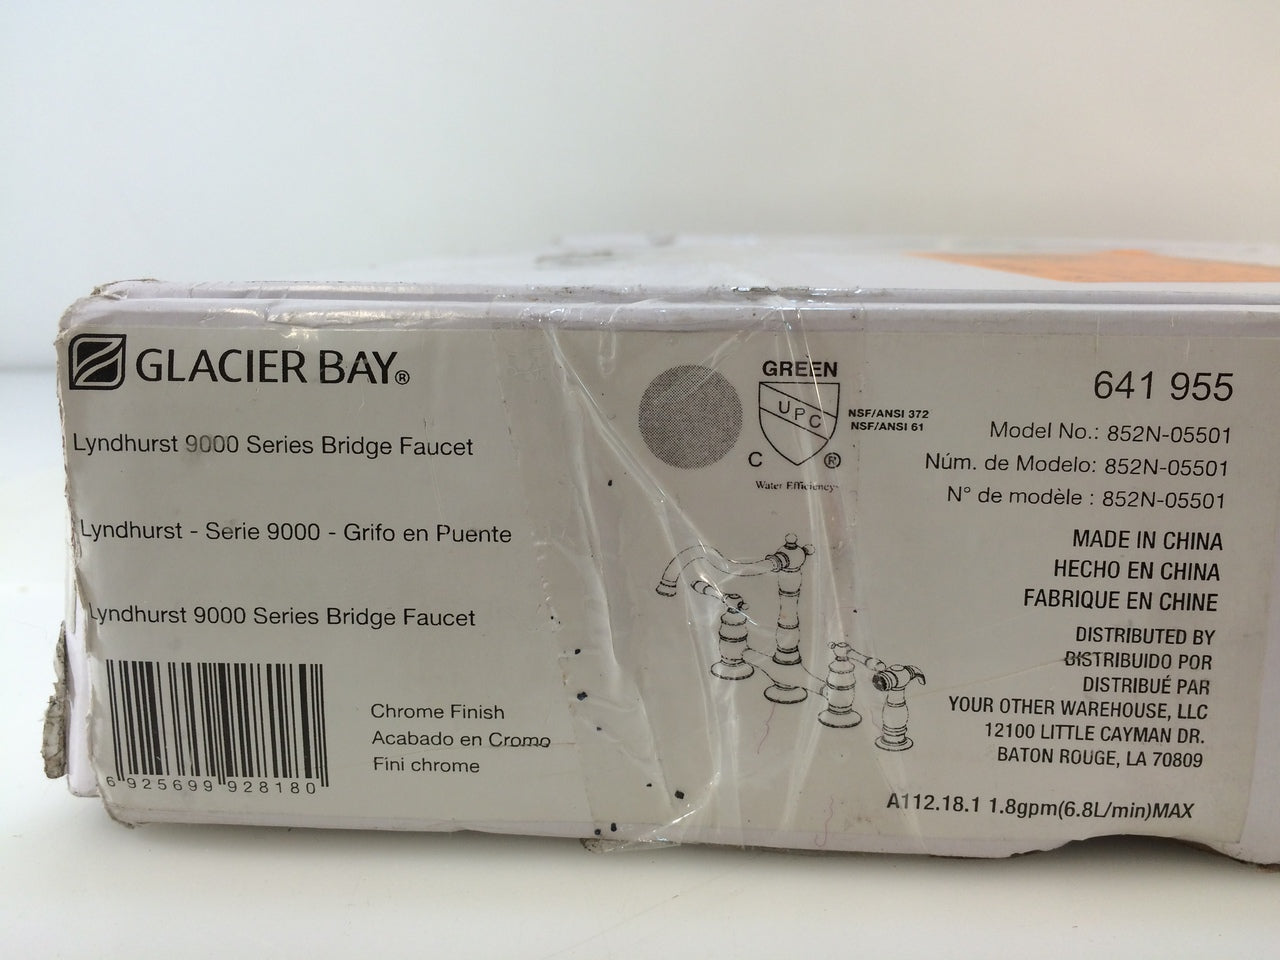 GLACIER BAY®
Lyndhurst 9000 Series Bridge Faucet
Lyndhurst - Serie 9000 - Grifo en Puente
Lyndhurst 9000 Series Bridge Faucet
6 925699 928180
Chrome Finish
Acabado en Cromo
Fini chrome
GREEN
UPC
C ®
Water Efficiency
NSF/ANSI 372
NSF/ANSI 61
641 955
Model No.: 852N-05501
Núm. de Modelo: 852N-05501
N° de modèle : 852N-05501
MADE IN CHINA
HECHO EN CHINA
FABRIQUE EN CHINE
DISTRIBUTED BY
DISTRIBUIDO POR
DISTRIBUÉ PAR
YOUR OTHER WAREHOUSE, LLC
12100 LITTLE CAYMAN DR.
BATON ROUGE, LA 70809
A112.18.1 1.8gpm(6.8L/min)MAX